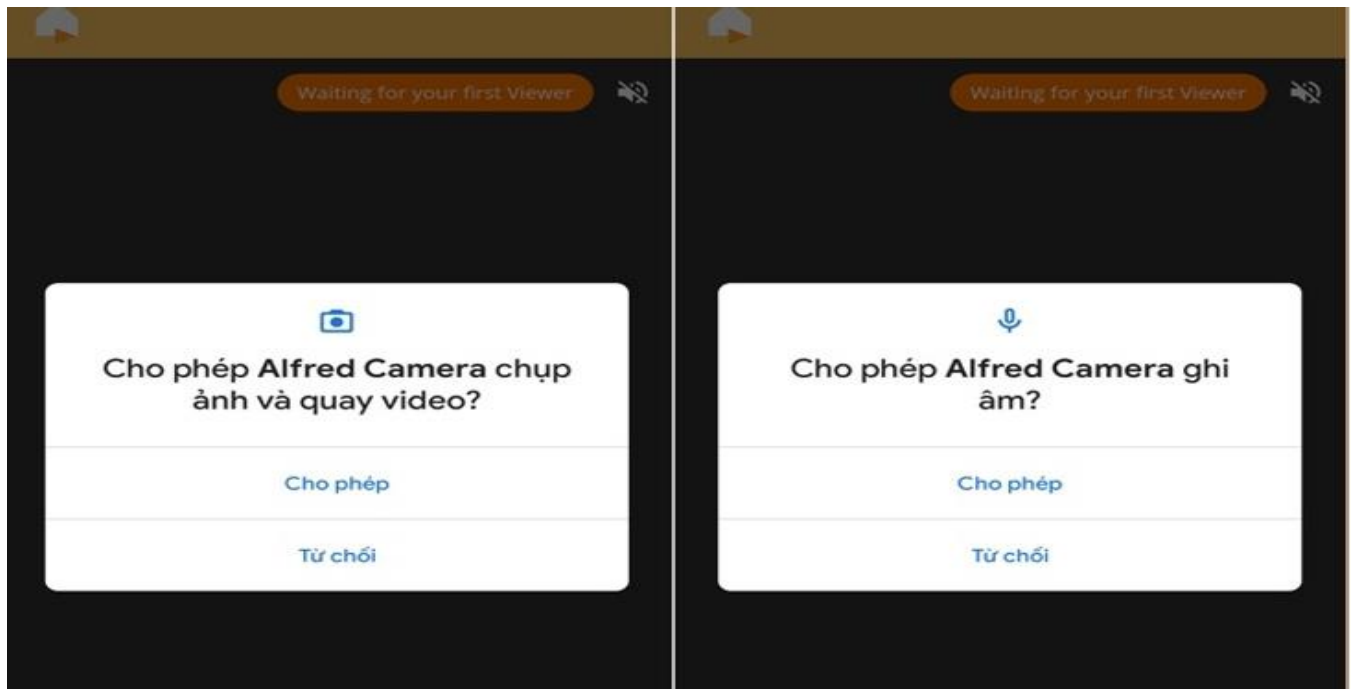 Waiting for your first Viewer
Cho phép Alfred Camera chụp
ảnh và quay video?
Cho phép
Từ chối
Waiting for your first Viewer
Cho phép Alfred Camera ghi
âm?
Cho phép
Từ chối